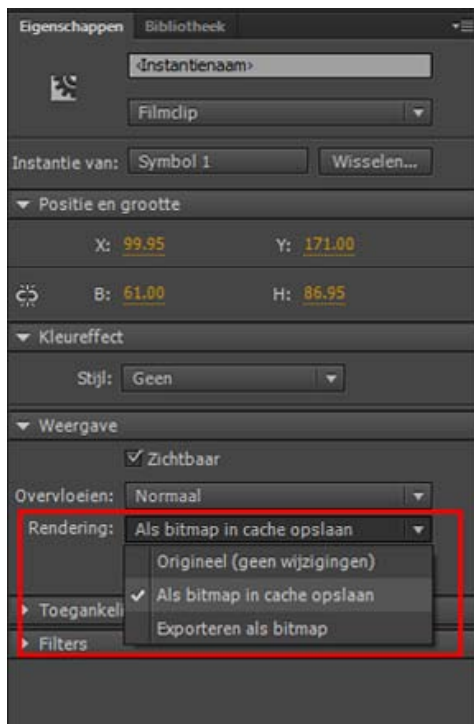 Eigenschappen Bibliotheek
<Instantienaam>
Filmclip
Instantie van: Symbol 1 Wisselen...
Positie en grootte
X: 99.95 Y: 171.00
B: 61.00 H: 86.95
Kleureffect
Stijl: Geen
Weergave
Zichtbaar
Overvloeien: Normaal
Rendering: Als bitmap in cache opslaan
Origineel (geen wijzigingen)
Als bitmap in cache opslaan
Toegankeli
Exporteren als bitmap
Filters